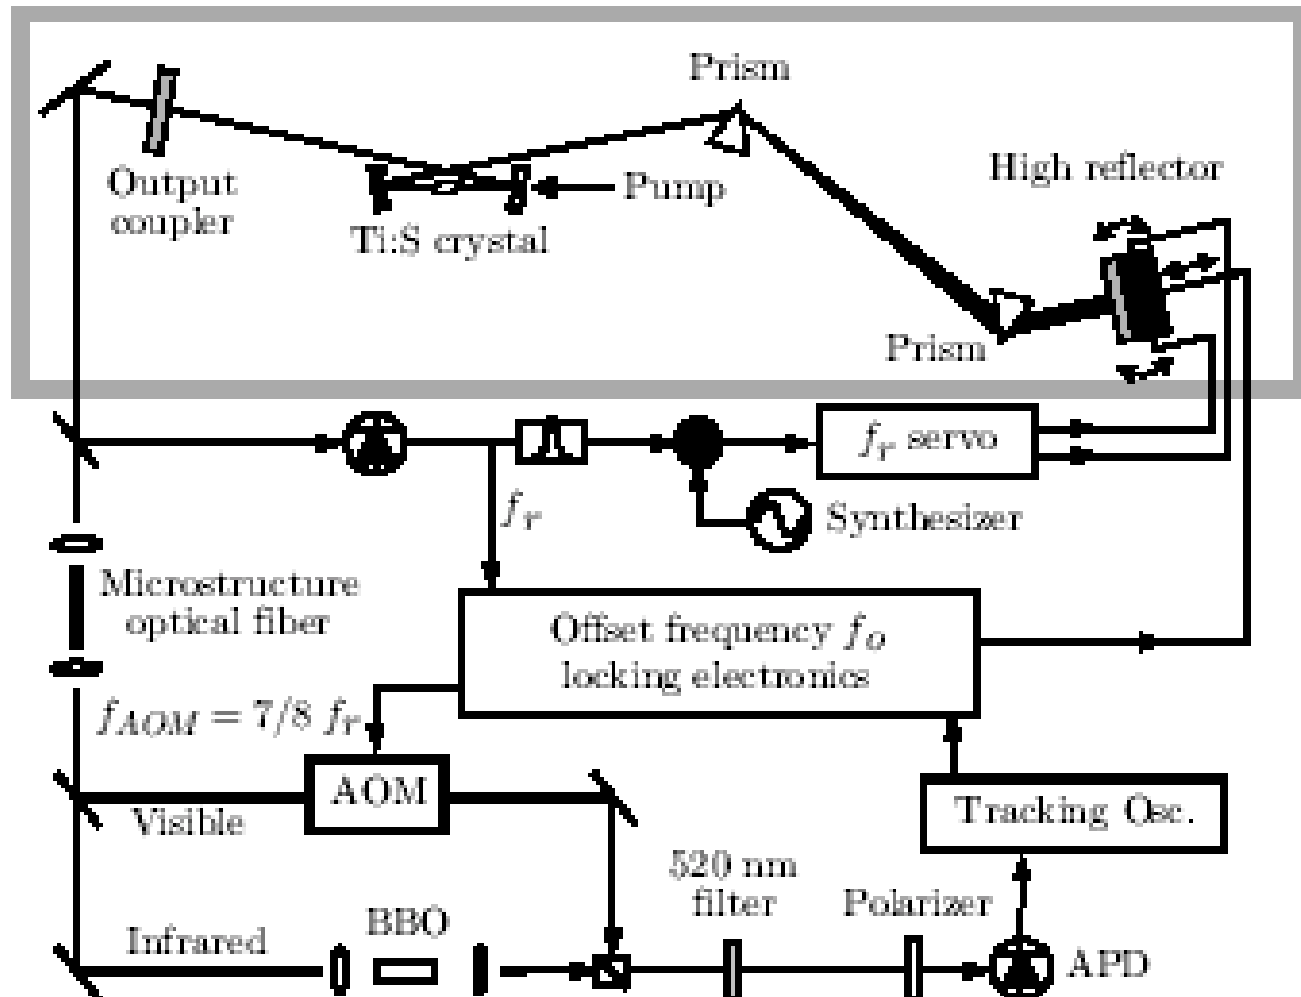 Prism
High reflector
Output
coupler
Pump
Ti:S crystal
Prism
f_r servo
f_r
Synthesizer
Microstructure
optical fiber
Offset frequency f_o
locking electronics
f_AOM = 7/8 f_r
AOM
Visible
Tracking Osc.
520 nm
filter
Polarizer
BBO
Infrared
APD